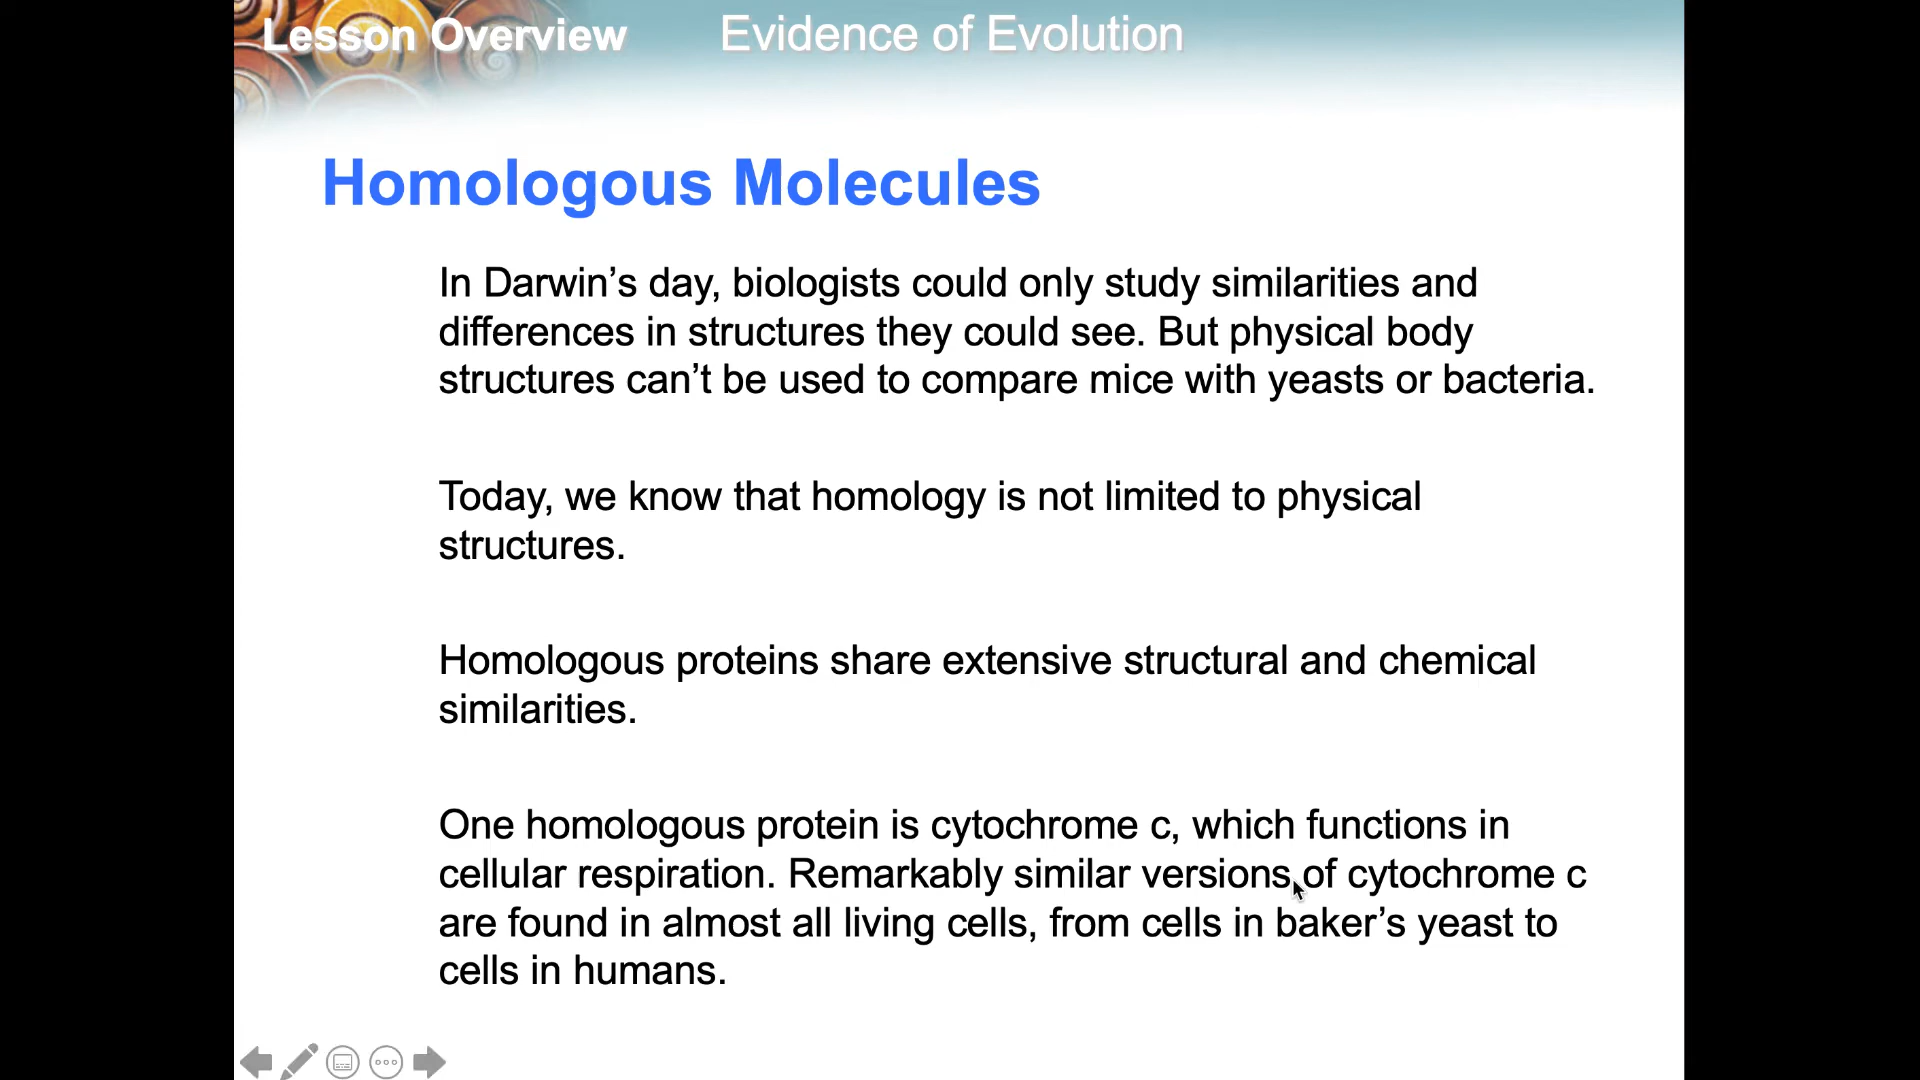 Lesson Overview Evidence of Evolution
Homologous Molecules
In Darwin’s day, biologists could only study similarities and
differences in structures they could see. But physical body
structures can’t be used to compare mice with yeasts or bacteria.
Today, we know that homology is not limited to physical
structures.
Homologous proteins share extensive structural and chemical
similarities.
One homologous protein is cytochrome c, which functions in
cellular respiration. Remarkably similar versions of cytochrome c
are found in almost all living cells, from cells in baker’s yeast to
cells in humans.